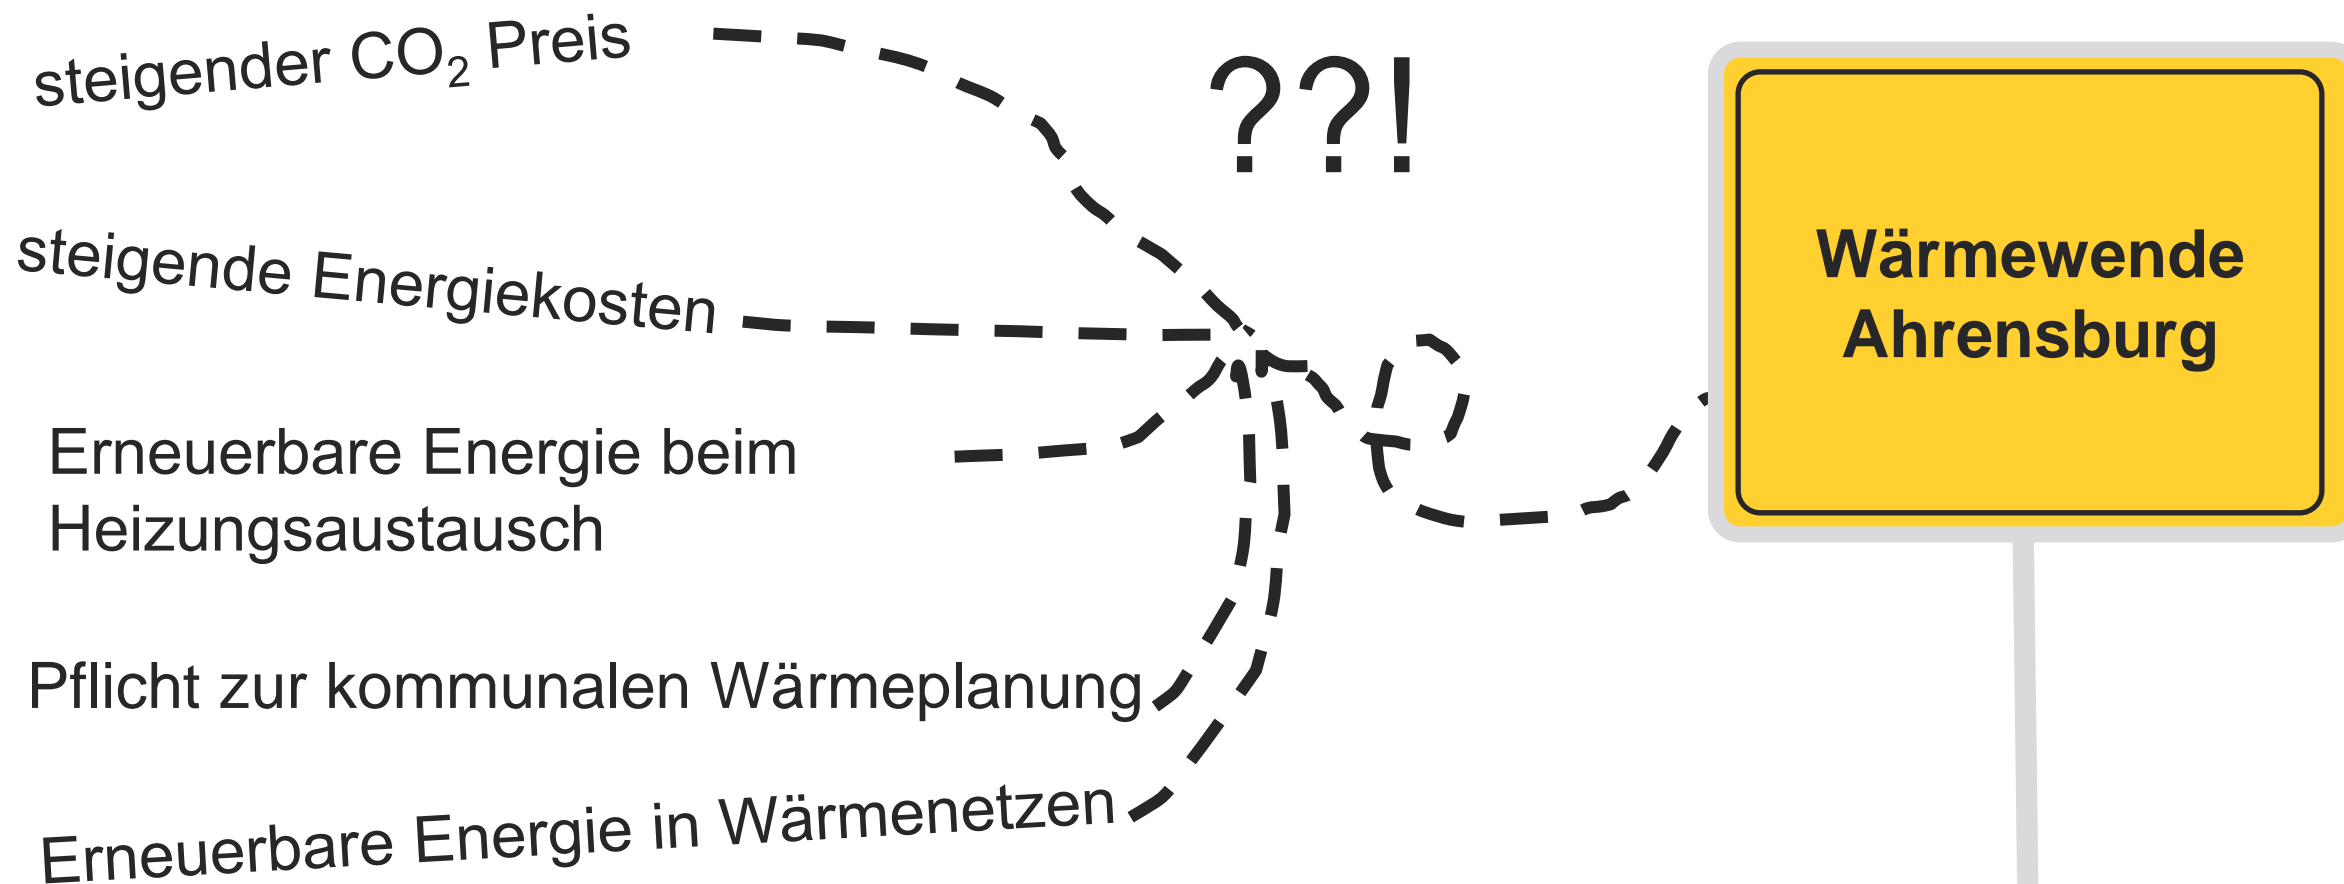 steigender CO₂ Preis
??!
steigende Energiekosten
Erneuerbare Energie beim
Heizungsaustausch
Pflicht zur kommunalen Wärmeplanung
Erneuerbare Energie in Wärmenetzen
Wärmewende
Ahrensburg